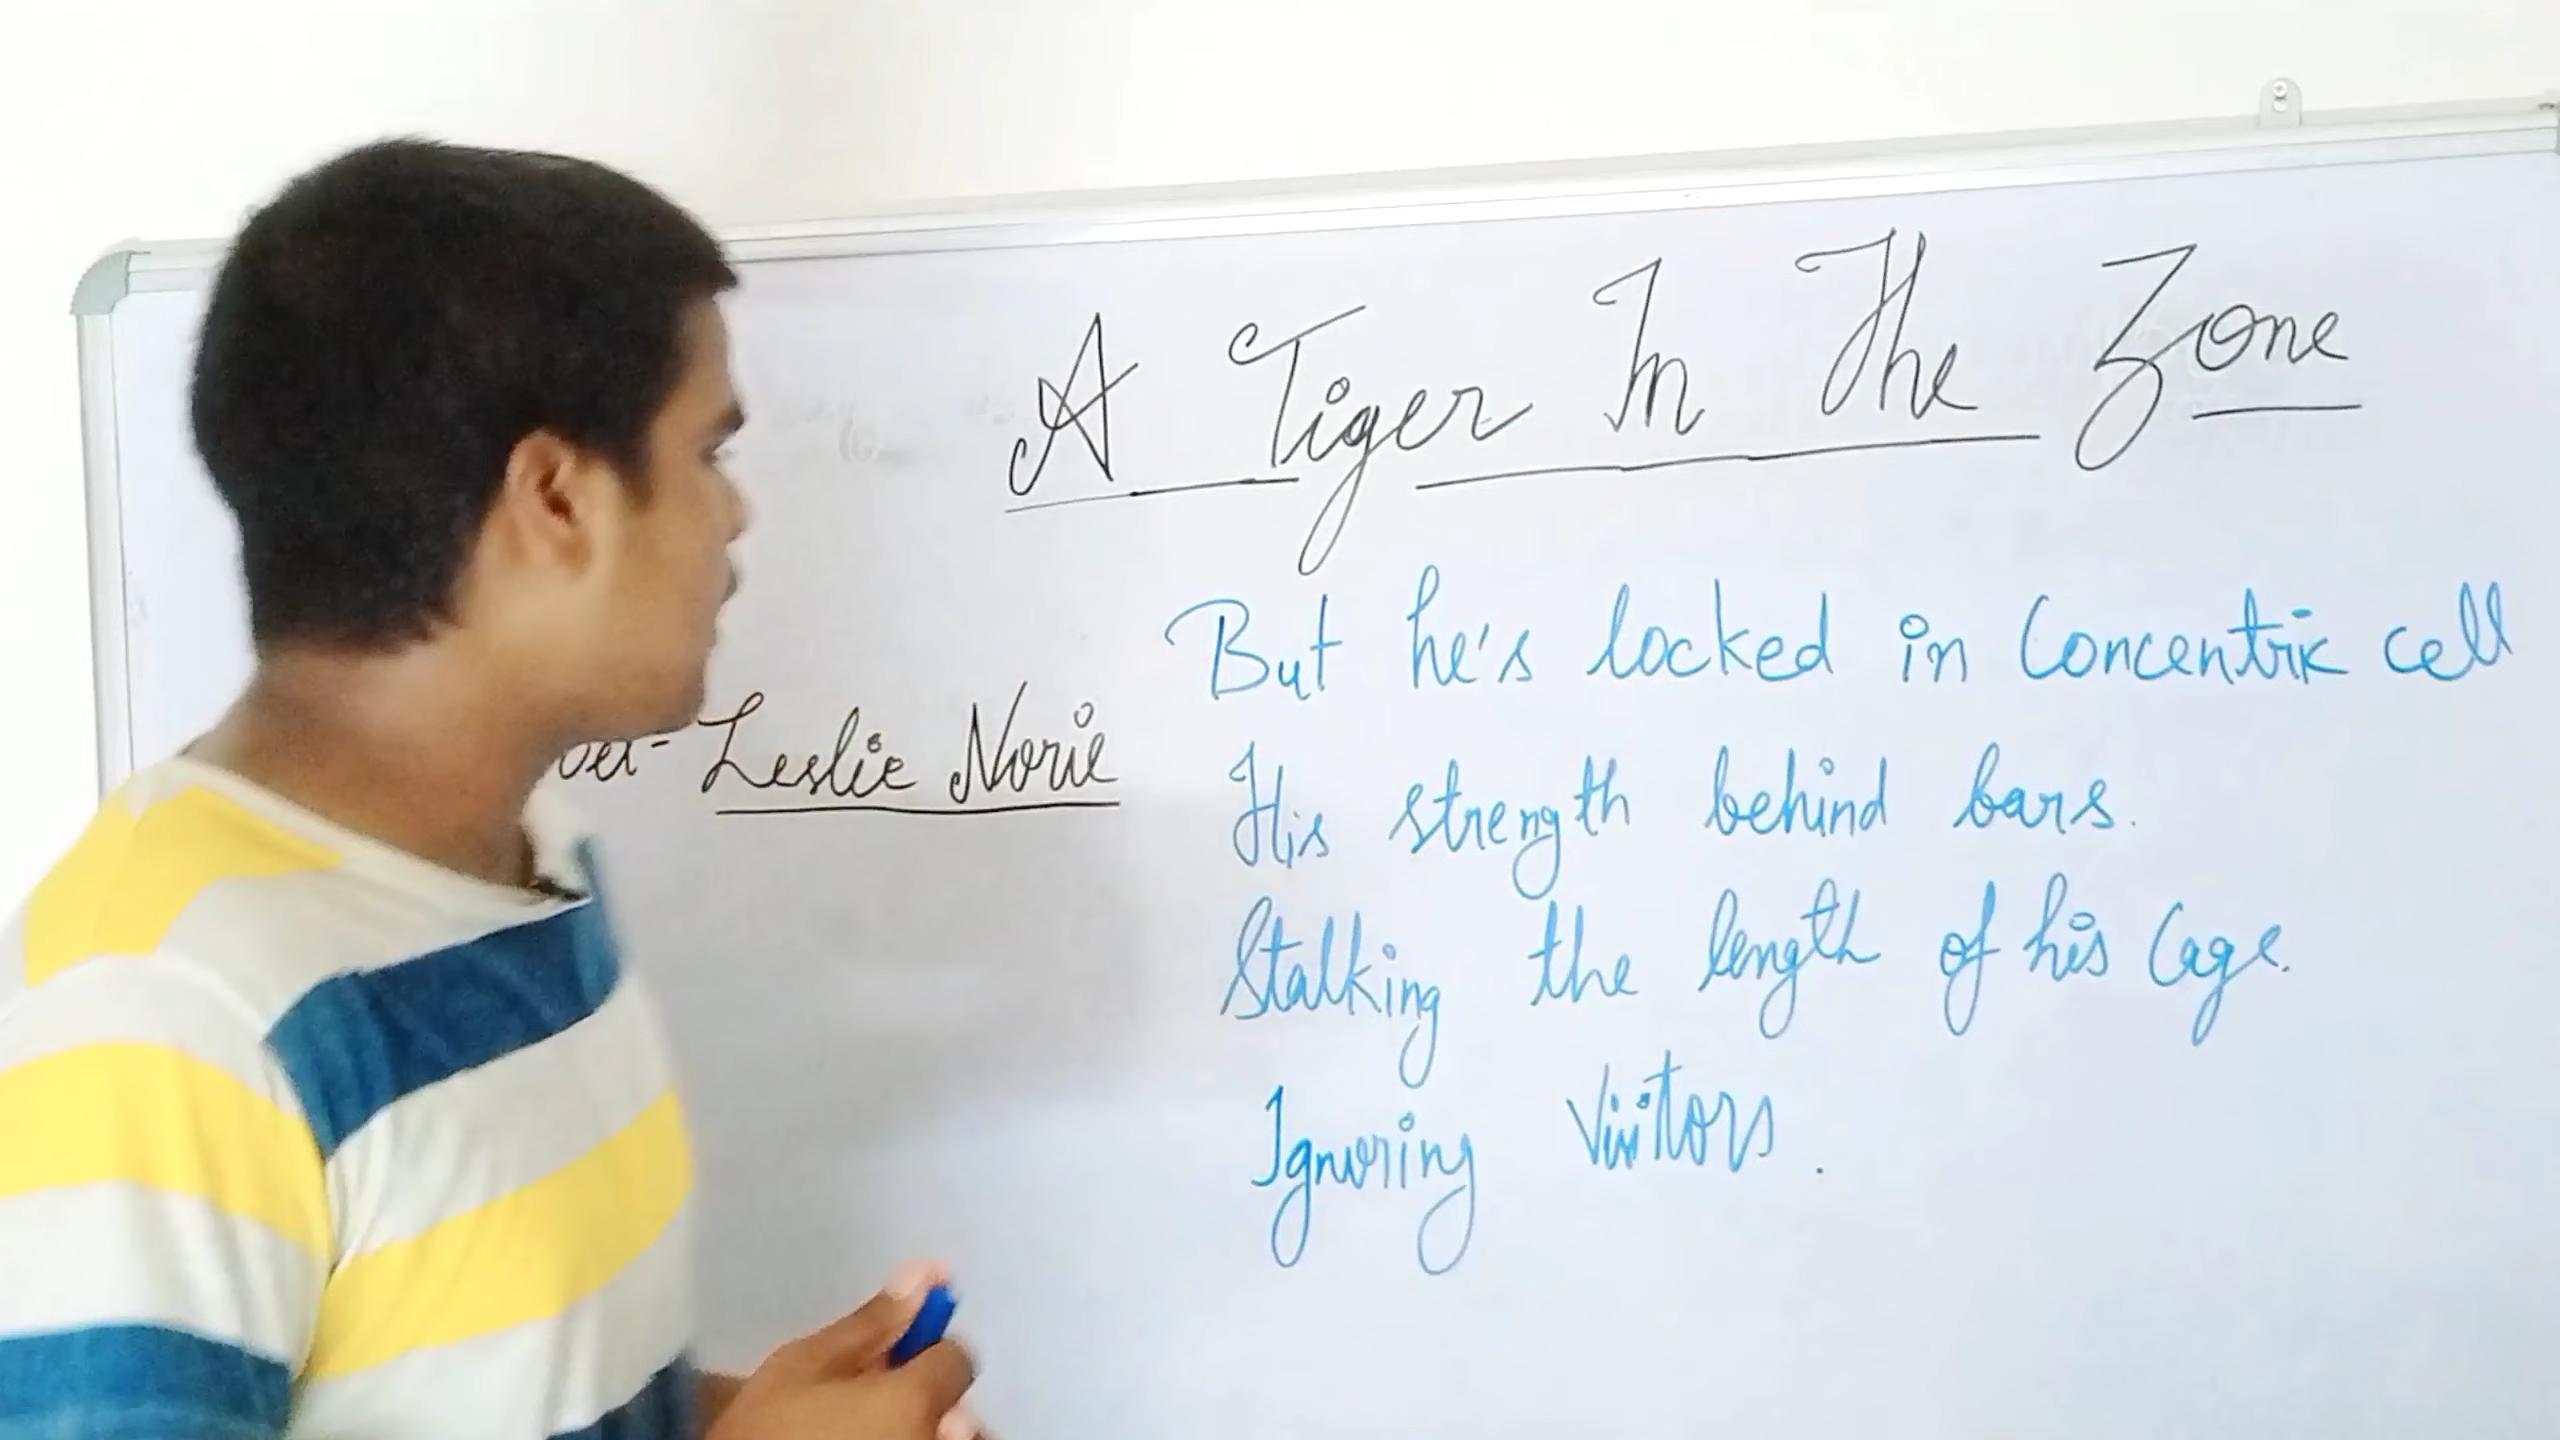 A Tiger In The Zone
Leslie Norie
But he's locked in Concentric cell
His strength behind bars.
Stalking the length of his Cage.
Ignoring Visitors.